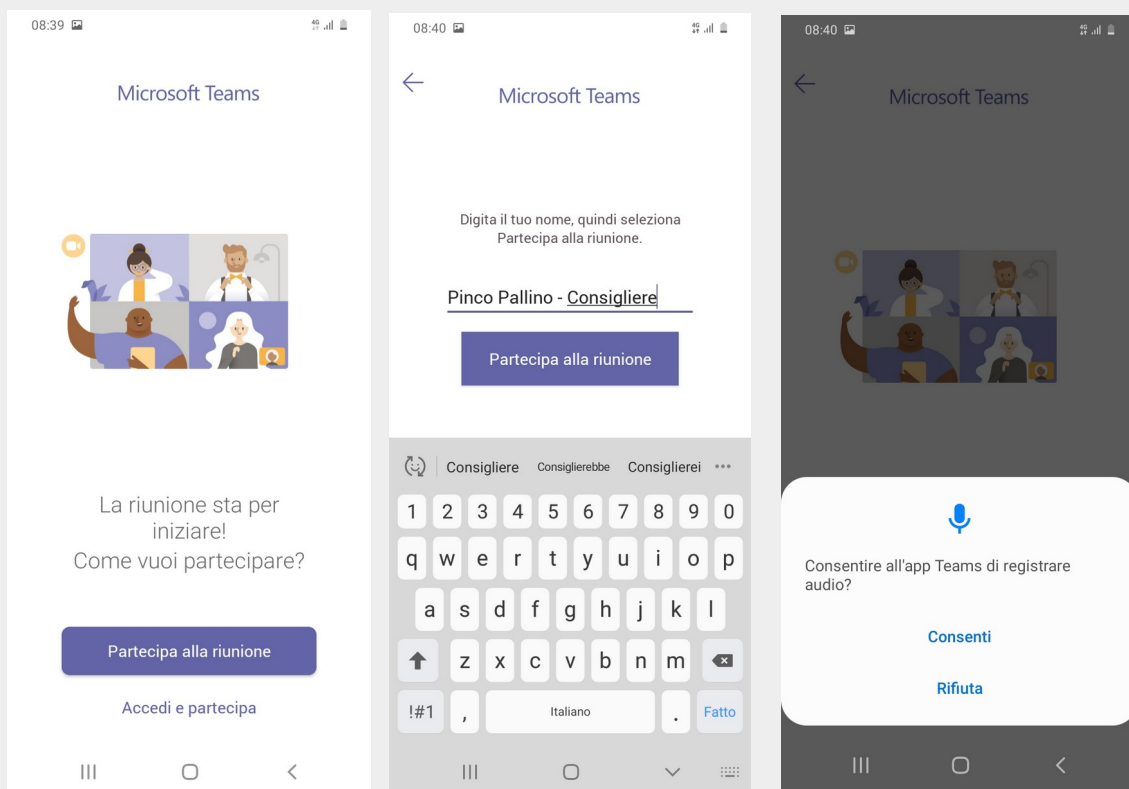 08:39
4G
Microsoft Teams
La riunione sta per
iniziare!
Come vuoi partecipare?
Partecipa alla riunione
Accedi e partecipa
08:40
4G
Microsoft Teams
Digita il tuo nome, quindi seleziona
Partecipa alla riunione.
Pinco Pallino - Consigliere
Partecipa alla riunione
Consigliere Consiglierebbe Consiglierei
1 2 3 4 5 6 7 8 9 0
q w e r t y u i o p
a s d f g h j k l
z x c v b n m
!#1 , Italiano . Fatto
08:40
4G
Microsoft Teams
Consentire all'app Teams di registrare
audio?
Consenti
Rifiuta